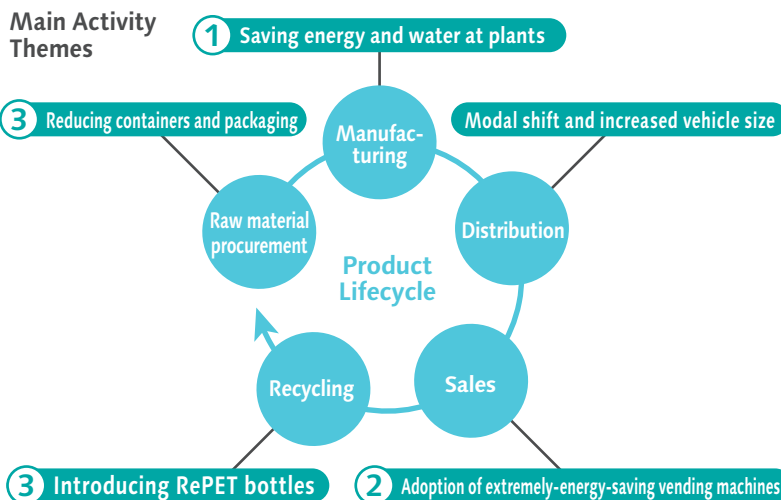 Main Activity
Themes
1 Saving energy and water at plants
3 Reducing containers and packaging
Modal shift and increased vehicle size
Manufac-
turing
Raw material
procurement
Distribution
Product
Lifecycle
Recycling
Sales
3 Introducing RePET bottles
2 Adoption of extremely-energy-saving vending machines